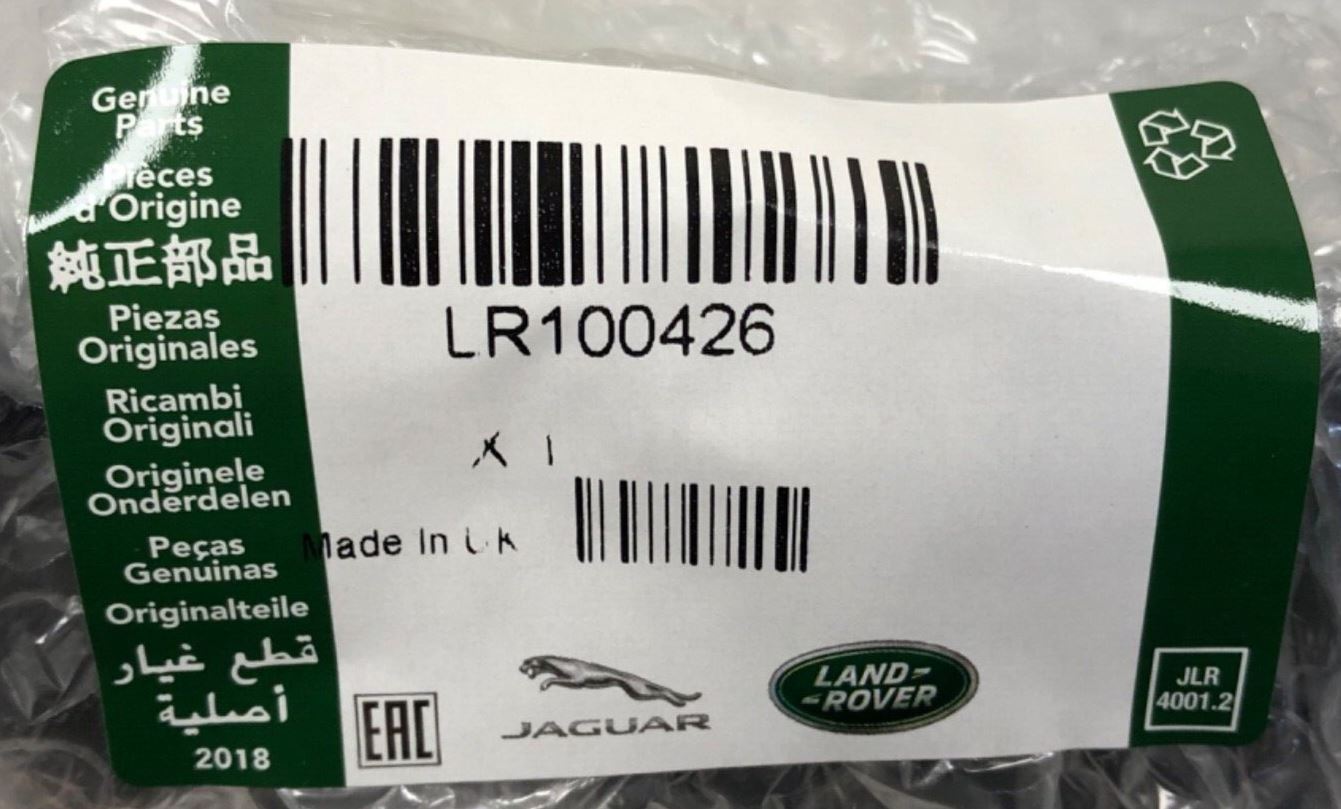 Genuine
Parts
Pièces
d'Origine
純正部品
Piezas
Originales
Ricambi
Originali
Originele
Onderdelen
Peças
Genuinas
Originalteile
قطع غيار
أصلية
2018
LR100426
X 1
Made In UK
EAC
JAGUAR
LAND-
-ROVER
JLR
4001.2